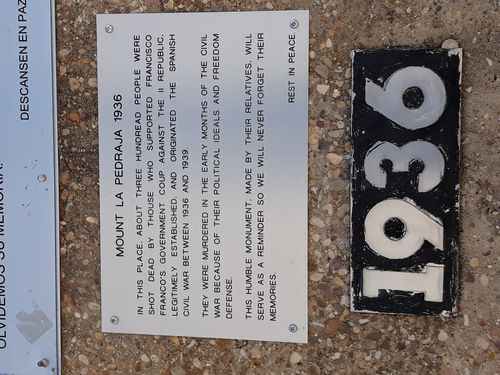 OLVIDEMOS SU MEMORIA.
DESCANSEN EN PAZ
MOUNT LA PEDRAJA 1936
IN THIS PLACE, ABOUT THREE HUNDREAD PEOPLE WERE
SHOT DEAD BY THOUSE WHO SUPPORTED FRANCISCO
FRANCO'S GOVERNMENT COUP AGAINST THE II REPUBLIC,
LEGITIMELY ESTABLISHED, AND ORIGINATED THE SPANISH
CIVIL WAR BETWEEN 1936 AND 1939.
THEY WERE MURDERED IN THE EARLY MONTHS OF THE CIVIL
WAR BECAUSE OF THEIR POLITICAL IDEALS AND FREEDOM
DEFENSE.
THIS HUMBLE MONUMENT, MADE BY THEIR RELATIVES, WILL
SERVE AS A REMINDER SO WE WILL NEVER FORGET THEIR
MEMORIES.
REST IN PEACE.
1936